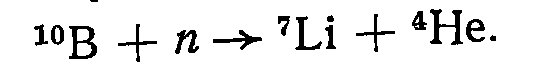 ¹⁰B + n → ⁷Li + ⁴He.